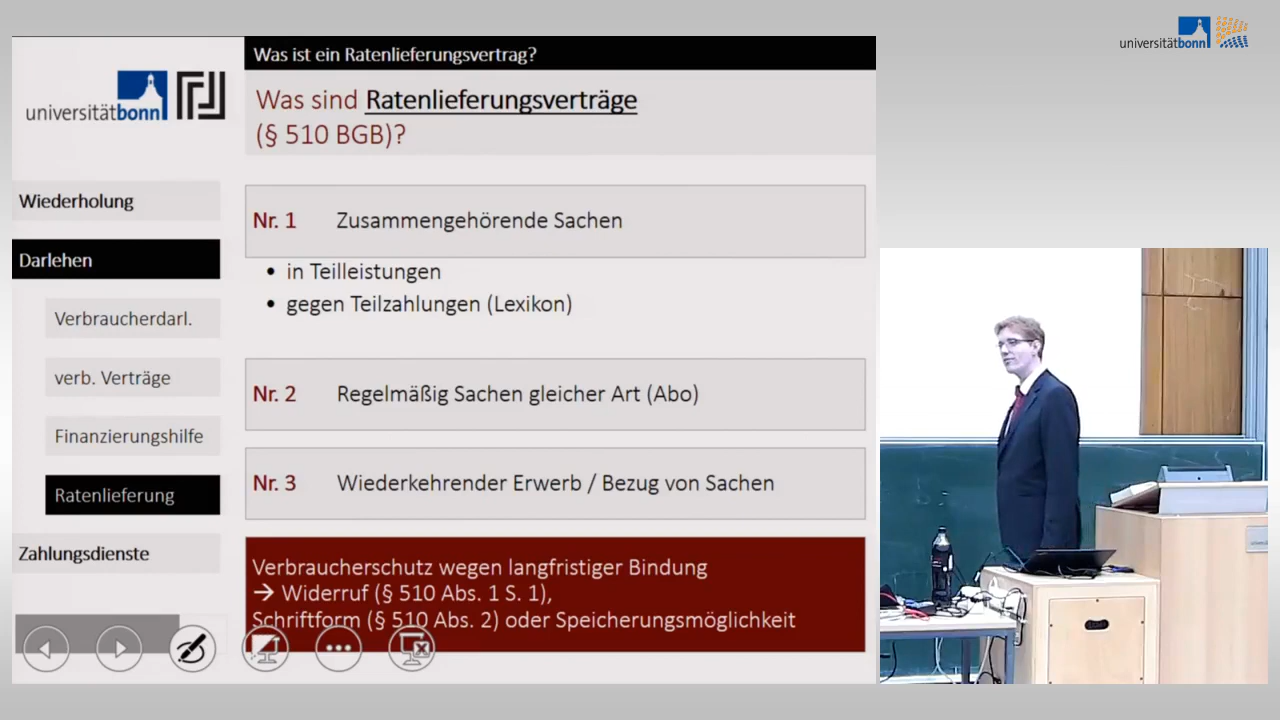 universitätbonn
Was ist ein Ratenlieferungsvertrag?
universitätbonn
Was sind Ratenlieferungsverträge
(§ 510 BGB)?
Wiederholung
Darlehen
Verbraucherdarl.
verb. Verträge
Finanzierungshilfe
Ratenlieferung
Zahlungsdienste
Nr. 1 Zusammengehörende Sachen
• in Teilleistungen
• gegen Teilzahlungen (Lexikon)
Nr. 2 Regelmäßig Sachen gleicher Art (Abo)
Nr. 3 Wiederkehrender Erwerb / Bezug von Sachen
Verbraucherschutz wegen langfristiger Bindung
→ Widerruf (§ 510 Abs. 1 S. 1),
Schriftform (§ 510 Abs. 2) oder Speicherungsmöglichkeit